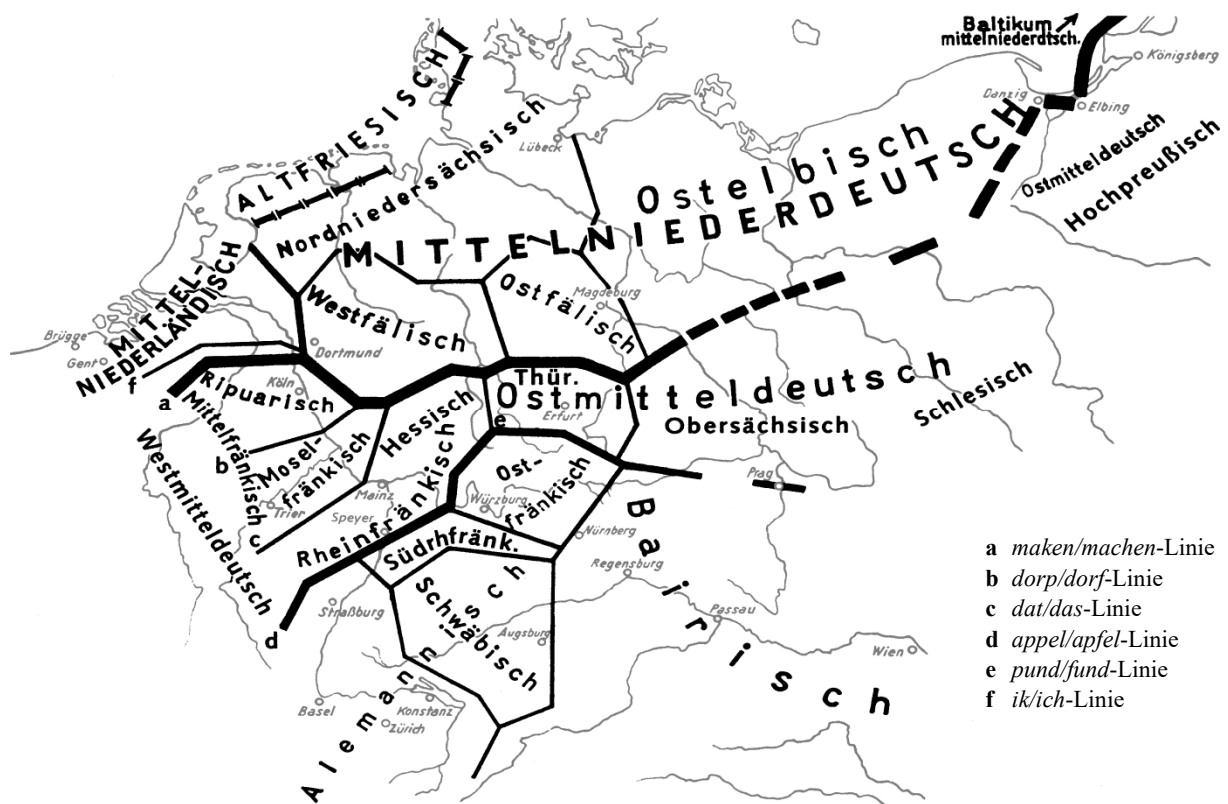 Baltikum
mittelniederdtsch.
Königsberg
Danzig
Elbing
ALTFRIESISCH
Nordniedersächsisch
Lübeck
Ostelbisch
MITTELNIEDERDEUTSCH
Ostmitteldeutsch
Hochpreußisch
MITTEL-
NIEDERLÄNDISCH
Westfälisch
Ostfälisch
Magdeburg
Brügge
Gent
Dortmund
f
a
Ripuarisch
Köln
Thür.
Ostmitteldeutsch
Erfurt
Obersächsisch
Schlesisch
Mittelfränkisch
Westmitteldeutsch
b
Mosel-
fränkisch
Hessisch
e
Trier
c
Mainz
Speyer
Rheinfränkisch
Würzburg
Ost-
fränkisch
Prag
Nürnberg
Südrhfränk.
d
Straßburg
Schwäbisch
Augsburg
Regensburg
Passau
Wien
Bairisch
Alemannisch
Basel
Konstanz
Zürich
a maken/machen-Linie
b dorp/dorf-Linie
c dat/das-Linie
d appel/apfel-Linie
e pund/fund-Linie
f ik/ich-Linie